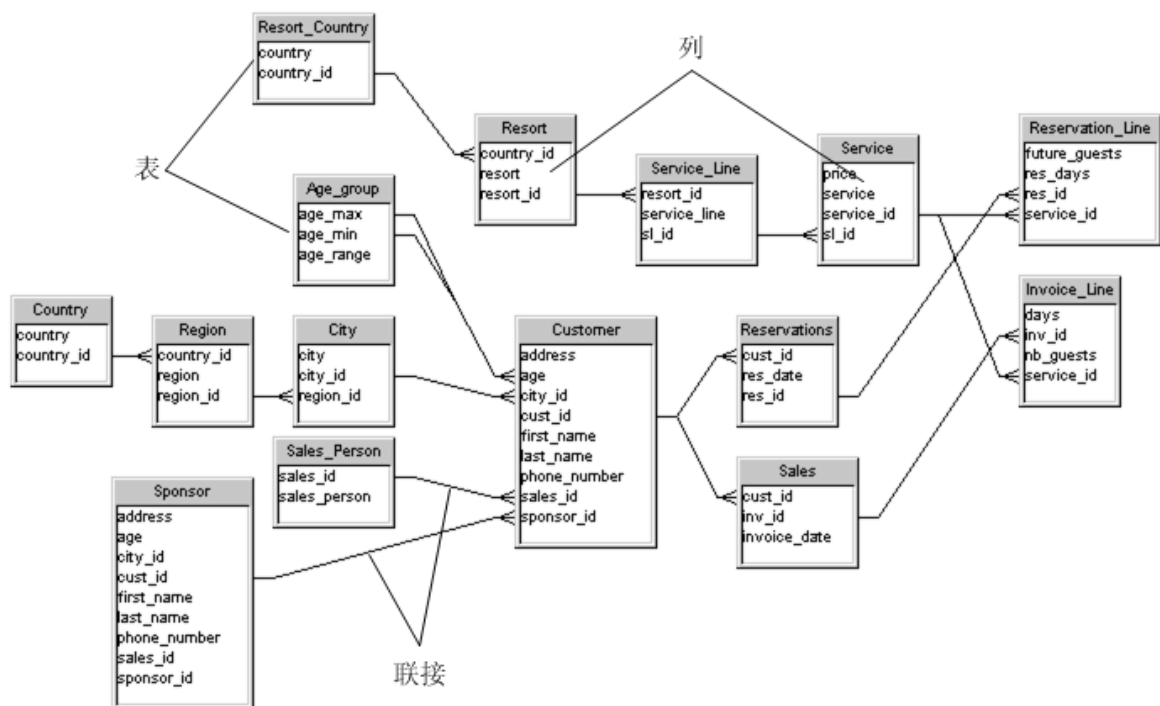 Resort_Country
country
country_id
列
Resort
country_id
resort
resort_id
Service_Line
resort_id
service_line
sl_id
Service
price
service
service_id
sl_id
Reservation_Line
future_guests
res_days
res_id
service_id
表
Age_group
age_max
age_min
age_range
Country
country
country_id
Region
country_id
region
region_id
City
city
city_id
region_id
Customer
address
age
city_id
cust_id
first_name
last_name
phone_number
sales_id
sponsor_id
Reservations
cust_id
res_date
res_id
Invoice_Line
days
inv_id
nb_guests
service_id
Sales_Person
sales_id
sales_person
Sales
cust_id
inv_id
invoice_date
Sponsor
address
age
city_id
cust_id
first_name
last_name
phone_number
sales_id
sponsor_id
联接